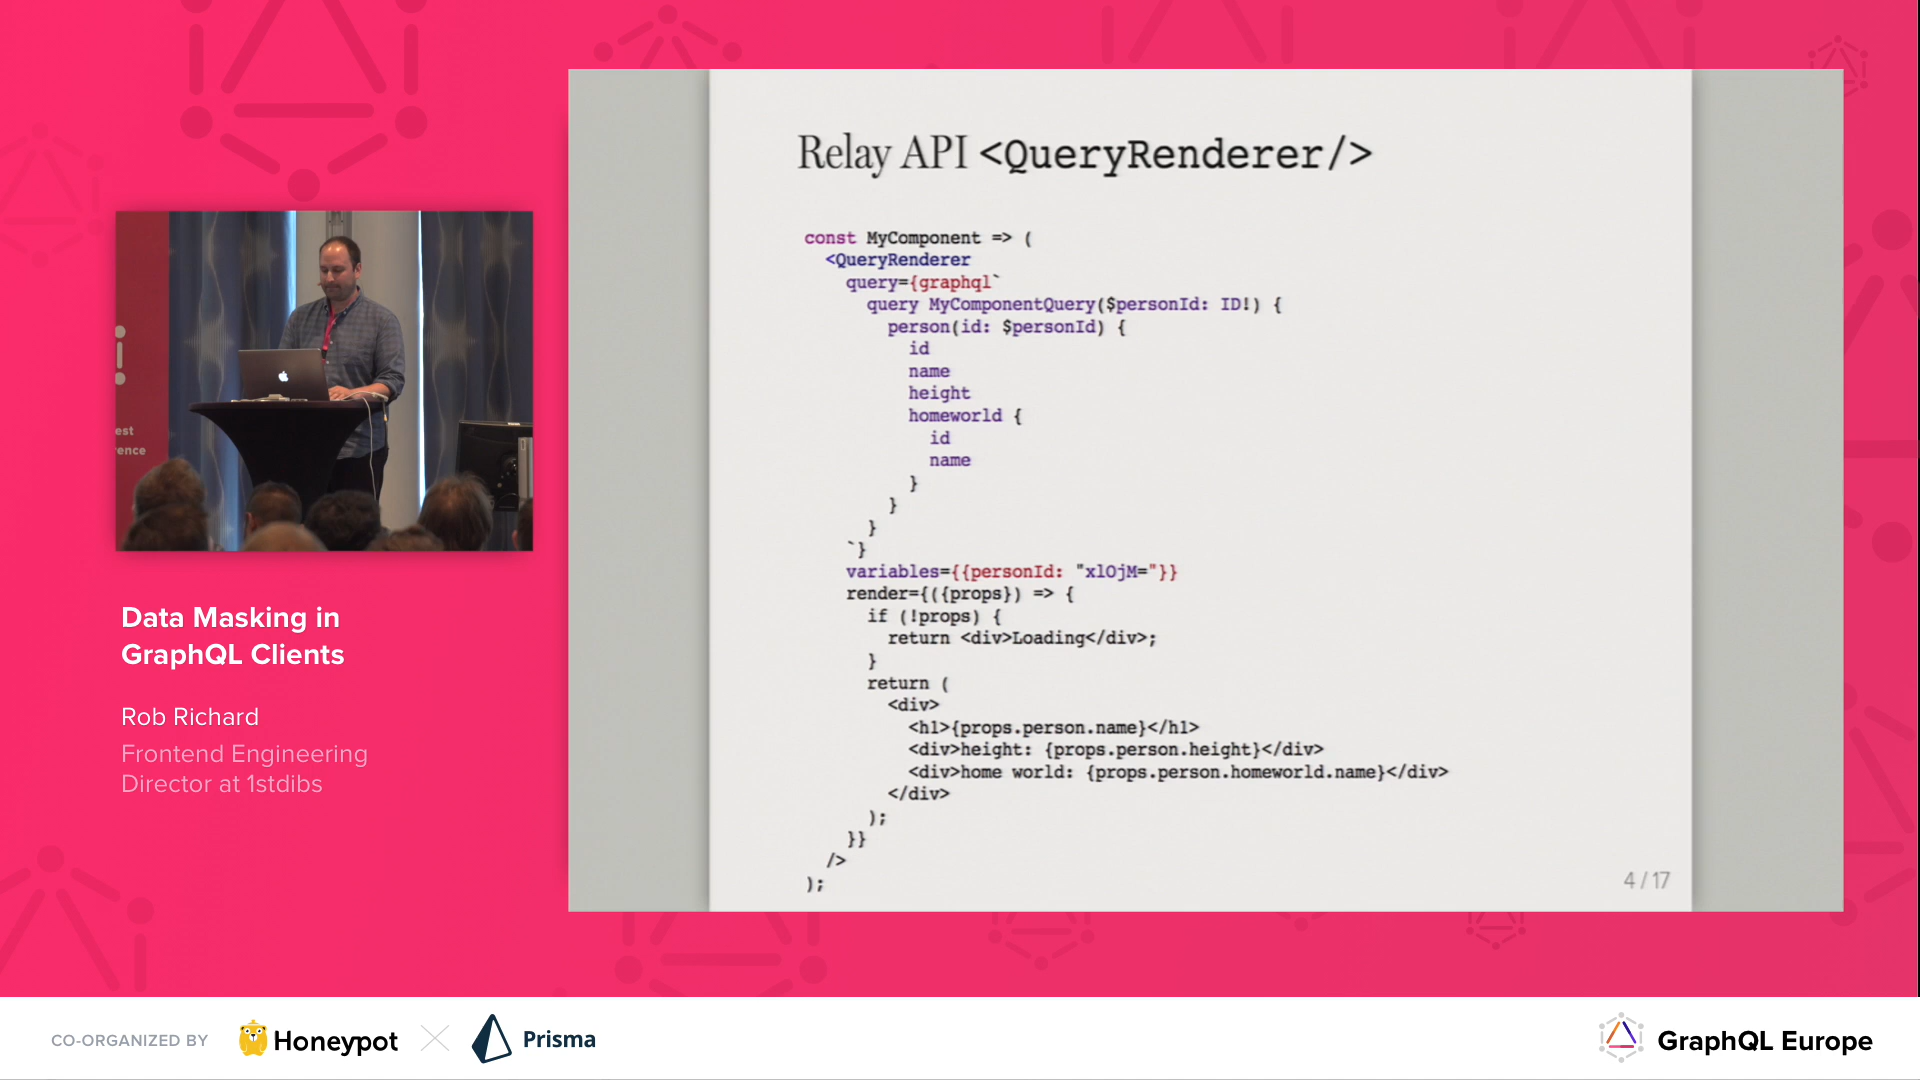 Relay API <QueryRenderer/>
const MyComponent => (
<QueryRenderer
query={graphql`
query MyComponentQuery($personId: ID!) {
person(id: $personId) {
id
name
height
homeworld {
id
name
}
}
}
`}
variables={{personId: "xlOjM="}}
render={({props}) => {
if (!props) {
return <div>Loading</div>;
}
return (
<div>
<h1>{props.person.name}</h1>
<div>height: {props.person.height}</div>
<div>home world: {props.person.homeworld.name}</div>
</div>
);
}}
/>
);
4 / 17
est
ence
Data Masking in
GraphQL Clients
Rob Richard
Frontend Engineering
Director at 1stdibs
CO-ORGANIZED BY
Honeypot
Prisma
GraphQL Europe